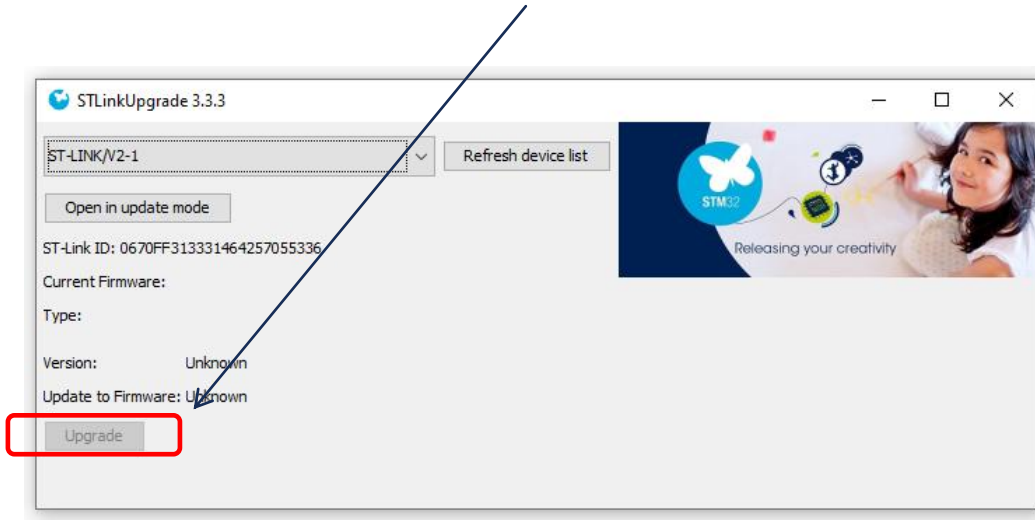 STLinkUpgrade 3.3.3
ST-LINK/V2-1
Refresh device list
Open in update mode
ST-Link ID: 0670FF313331464257055336
Current Firmware:
Type:
Version: Unknown
Update to Firmware: Unknown
Upgrade
STM32
Releasing your creativity